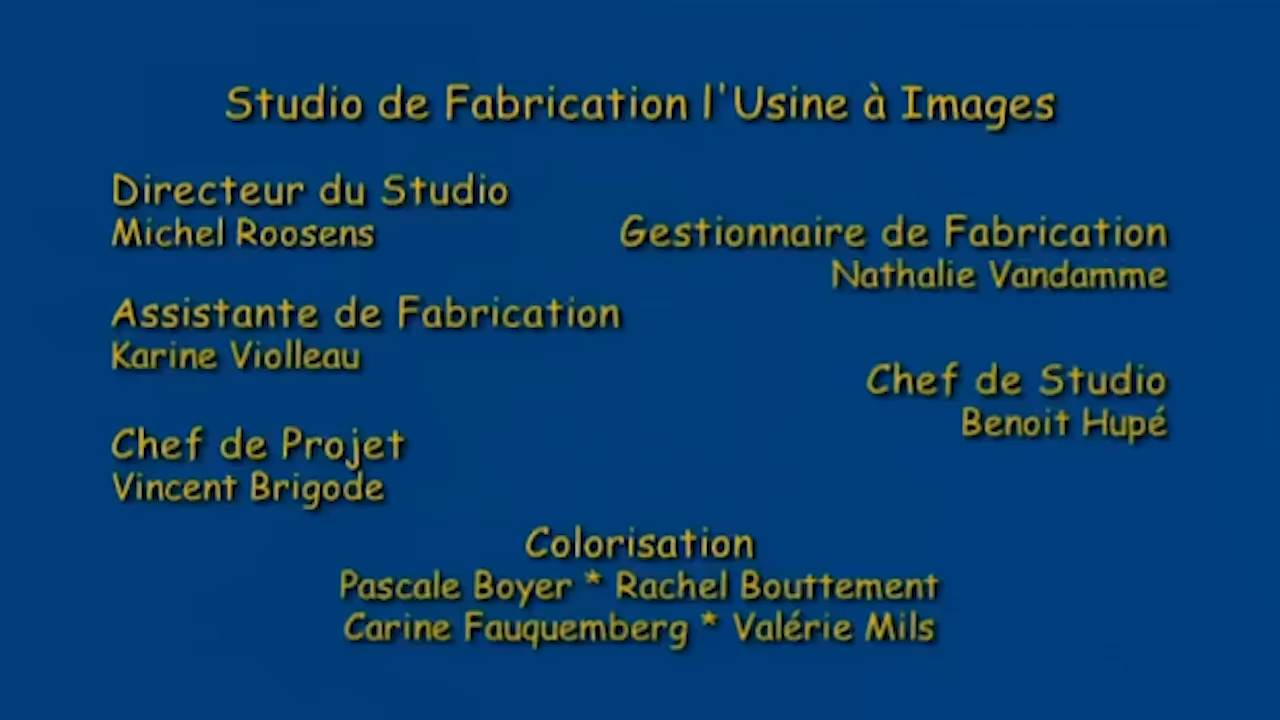 Studio de Fabrication l'Usine à Images
Directeur du Studio
Michel Roosens
Gestionnaire de Fabrication
Nathalie Vandamme
Assistante de Fabrication
Karine Violleau
Chef de Studio
Benoit Hupé
Chef de Projet
Vincent Brigode
Colorisation
Pascale Boyer * Rachel Bouttement
Carine Fauquemberg * Valérie Mils